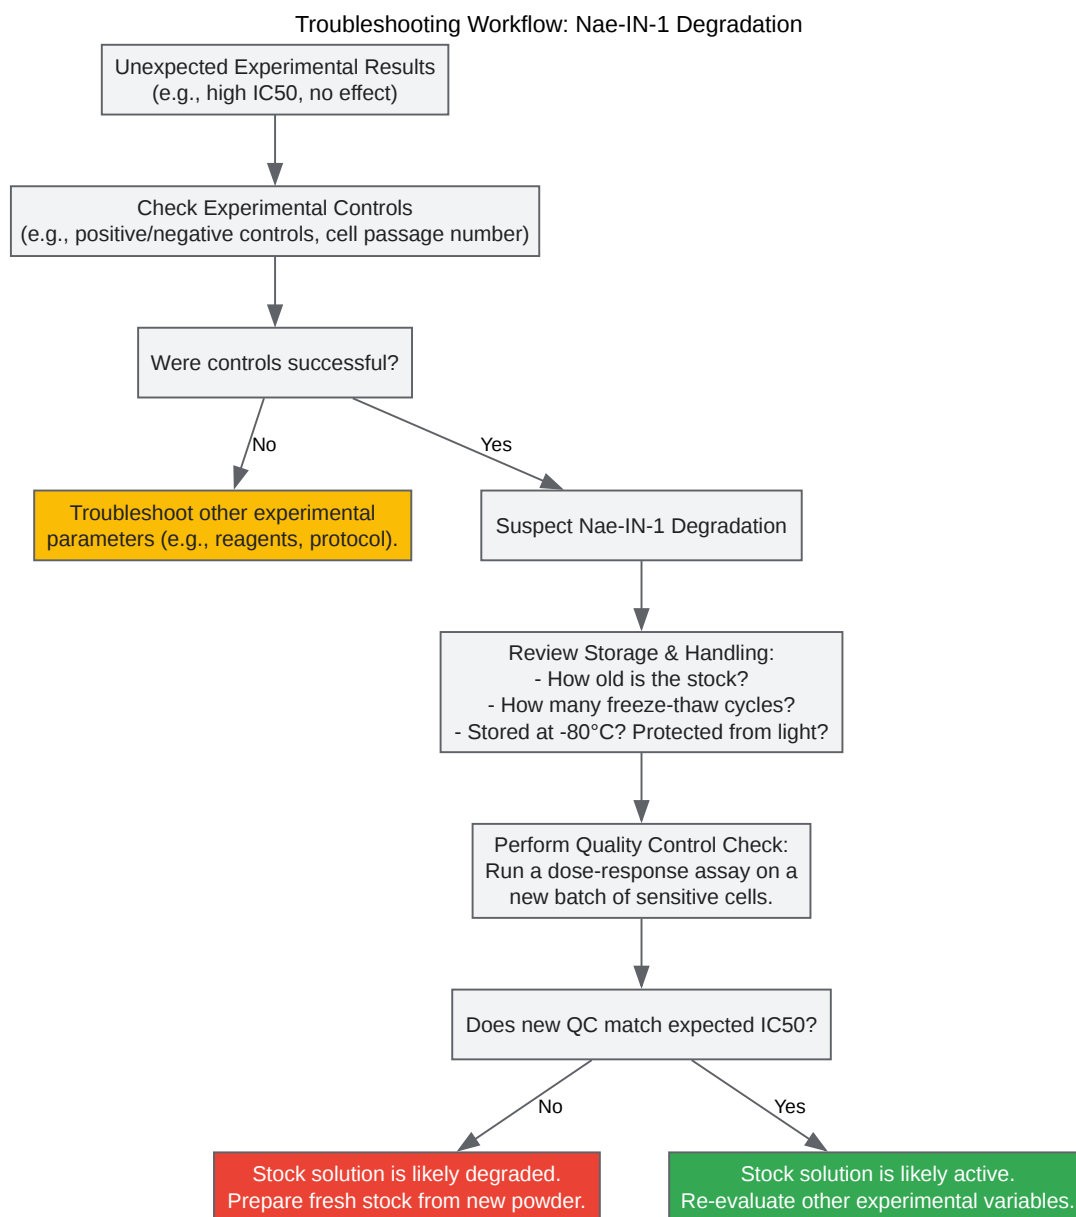 Troubleshooting Workflow: Nae-IN-1 Degradation
Unexpected Experimental Results
(e.g., high IC50, no effect)
Check Experimental Controls
(e.g., positive/negative controls, cell passage number)
Were controls successful?
No
Yes
Troubleshoot other experimental
parameters (e.g., reagents, protocol).
Suspect Nae-IN-1 Degradation
Review Storage & Handling:
- How old is the stock?
- How many freeze-thaw cycles?
- Stored at -80°C? Protected from light?
Perform Quality Control Check:
Run a dose-response assay on a
new batch of sensitive cells.
Does new QC match expected IC50?
No
Yes
Stock solution is likely degraded.
Prepare fresh stock from new powder.
Stock solution is likely active.
Re-evaluate other experimental variables.